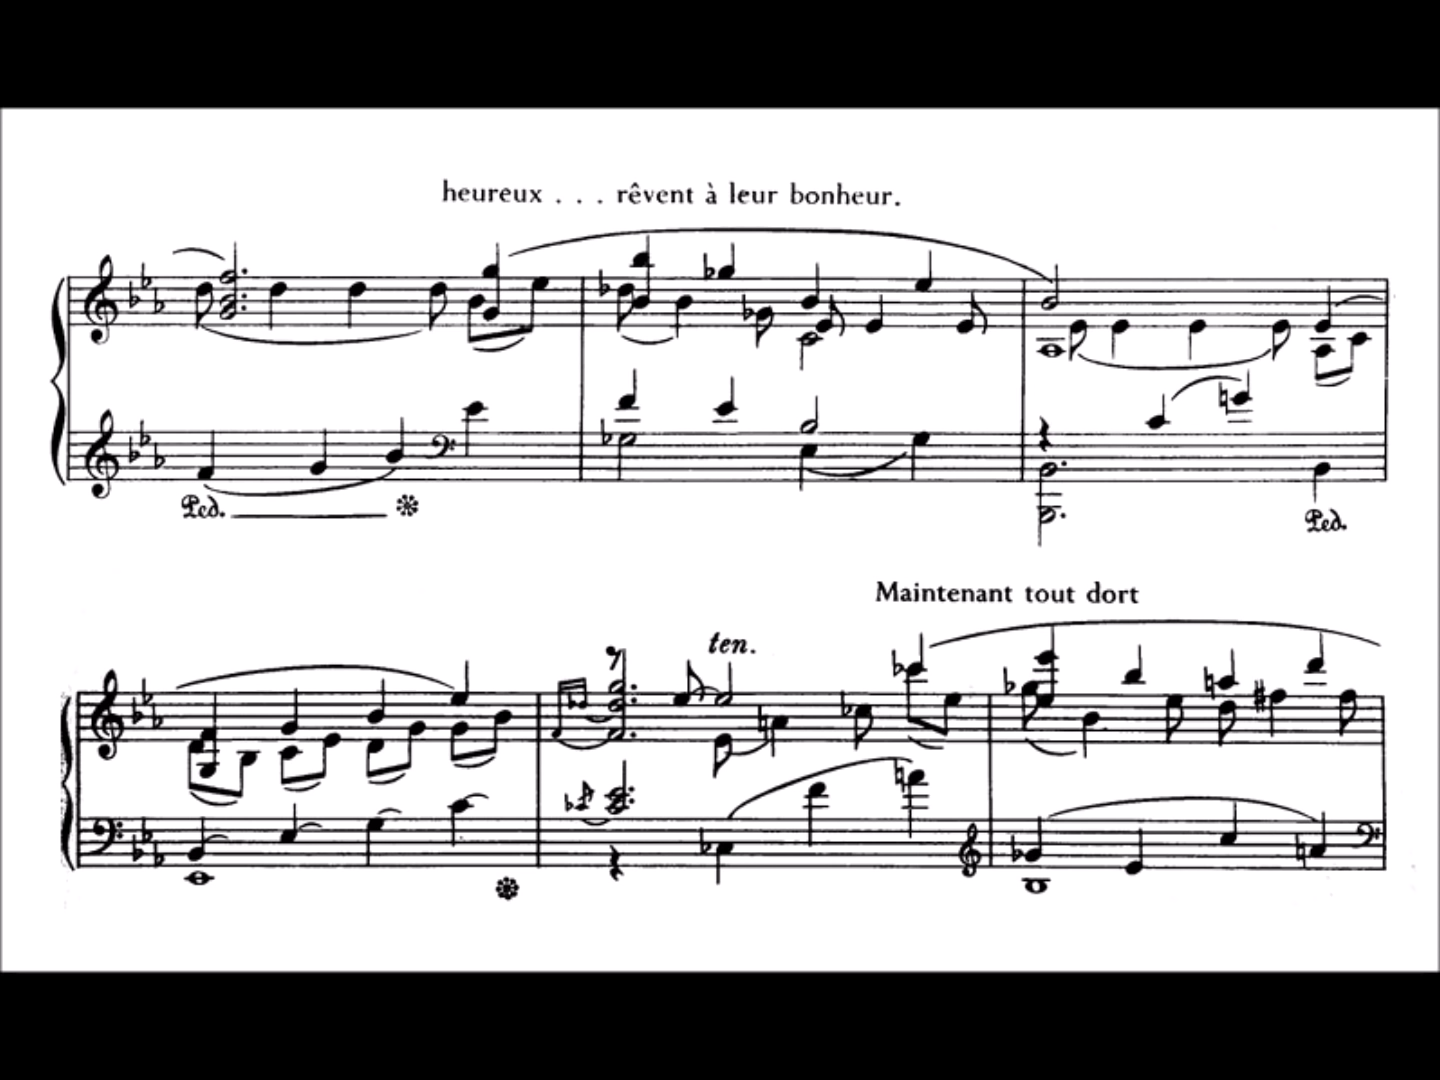 heureux . . . rêvent à leur bonheur.
Ped.
Ped.
Maintenant tout dort
ten.